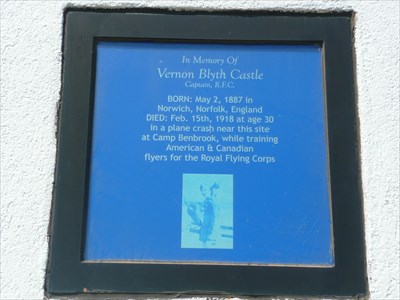 In Memory Of
Vernon Blyth Castle
Captain, R.F.C.
BORN: May 2, 1887 in
Norwich, Norfolk, England
DIED: Feb. 15th, 1918 at age 30
in a plane crash near this site
at Camp Benbrook, while training
American & Canadian
flyers for the Royal Flying Corps